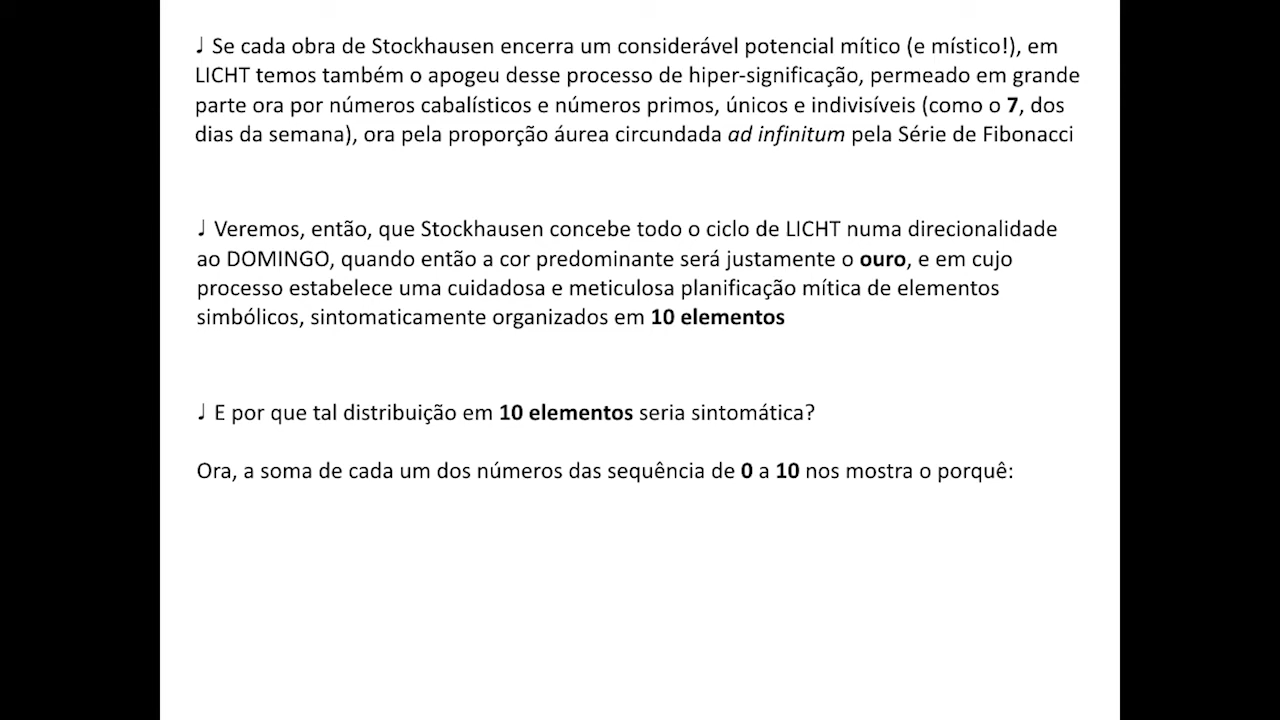 ♩ Se cada obra de Stockhausen encerra um considerável potencial mítico (e místico!), em
LICHT temos também o apogeu desse processo de hiper-significação, permeado em grande
parte ora por números cabalísticos e números primos, únicos e indivisíveis (como o 7, dos
dias da semana), ora pela proporção áurea circundada ad infinitum pela Série de Fibonacci
♩ Veremos, então, que Stockhausen concebe todo o ciclo de LICHT numa direcionalidade
ao DOMINGO, quando então a cor predominante será justamente o ouro, e em cujo
processo estabelece uma cuidadosa e meticulosa planificação mítica de elementos
simbólicos, sintomaticamente organizados em 10 elementos
♩ E por que tal distribuição em 10 elementos seria sintomática?
Ora, a soma de cada um dos números das sequência de 0 a 10 nos mostra o porquê: